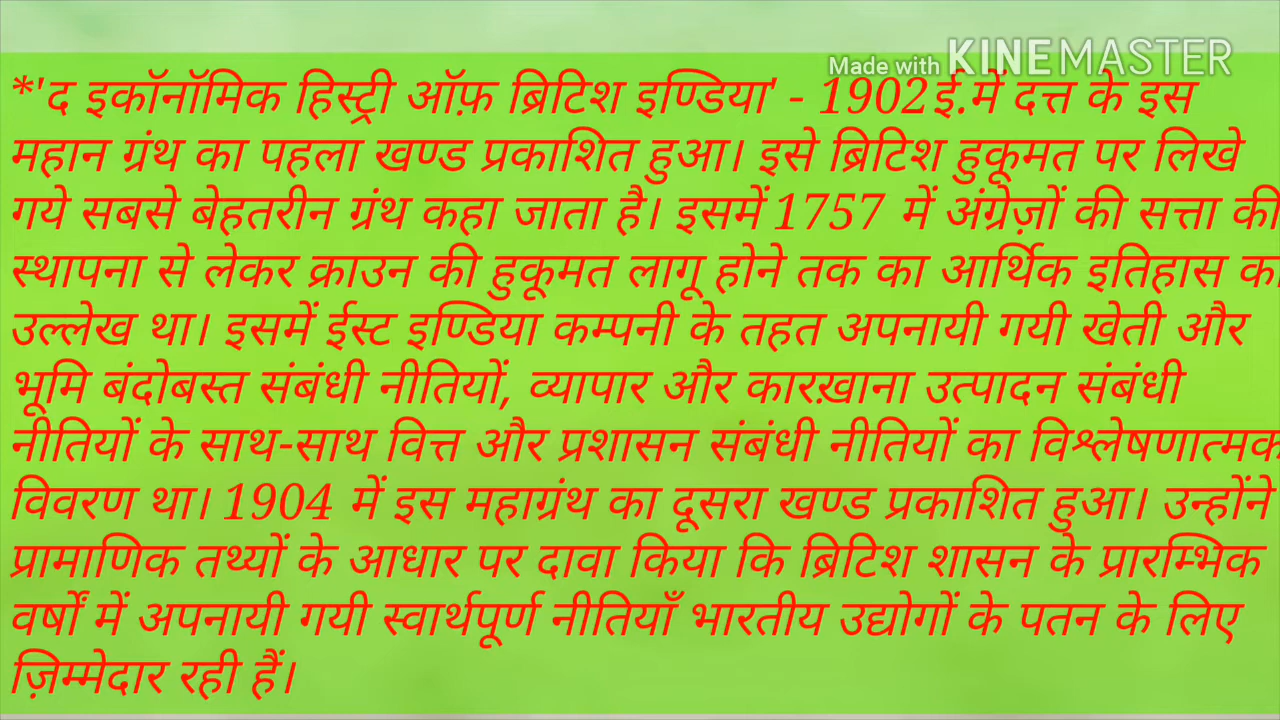 Made with KINEMASTER
*'द इकॉनॉमिक हिस्ट्री ऑफ़ ब्रिटिश इण्डिया' - 1902ई.में दत्त के इस
महान ग्रंथ का पहला खण्ड प्रकाशित हुआ। इसे ब्रिटिश हुकूमत पर लिखे
गये सबसे बेहतरीन ग्रंथ कहा जाता है। इसमें 1757 में अंग्रेज़ों की सत्ता की
स्थापना से लेकर क्राउन की हुकूमत लागू होने तक का आर्थिक इतिहास का
उल्लेख था। इसमें ईस्ट इण्डिया कम्पनी के तहत अपनायी गयी खेती और
भूमि बंदोबस्त संबंधी नीतियों, व्यापार और कारख़ाना उत्पादन संबंधी
नीतियों के साथ-साथ वित्त और प्रशासन संबंधी नीतियों का विश्लेषणात्मक
विवरण था। 1904 में इस महाग्रंथ का दूसरा खण्ड प्रकाशित हुआ। उन्होंने
प्रामाणिक तथ्यों के आधार पर दावा किया कि ब्रिटिश शासन के प्रारम्भिक
वर्षों में अपनायी गयी स्वार्थपूर्ण नीतियाँ भारतीय उद्योगों के पतन के लिए
ज़िम्मेदार रही हैं।